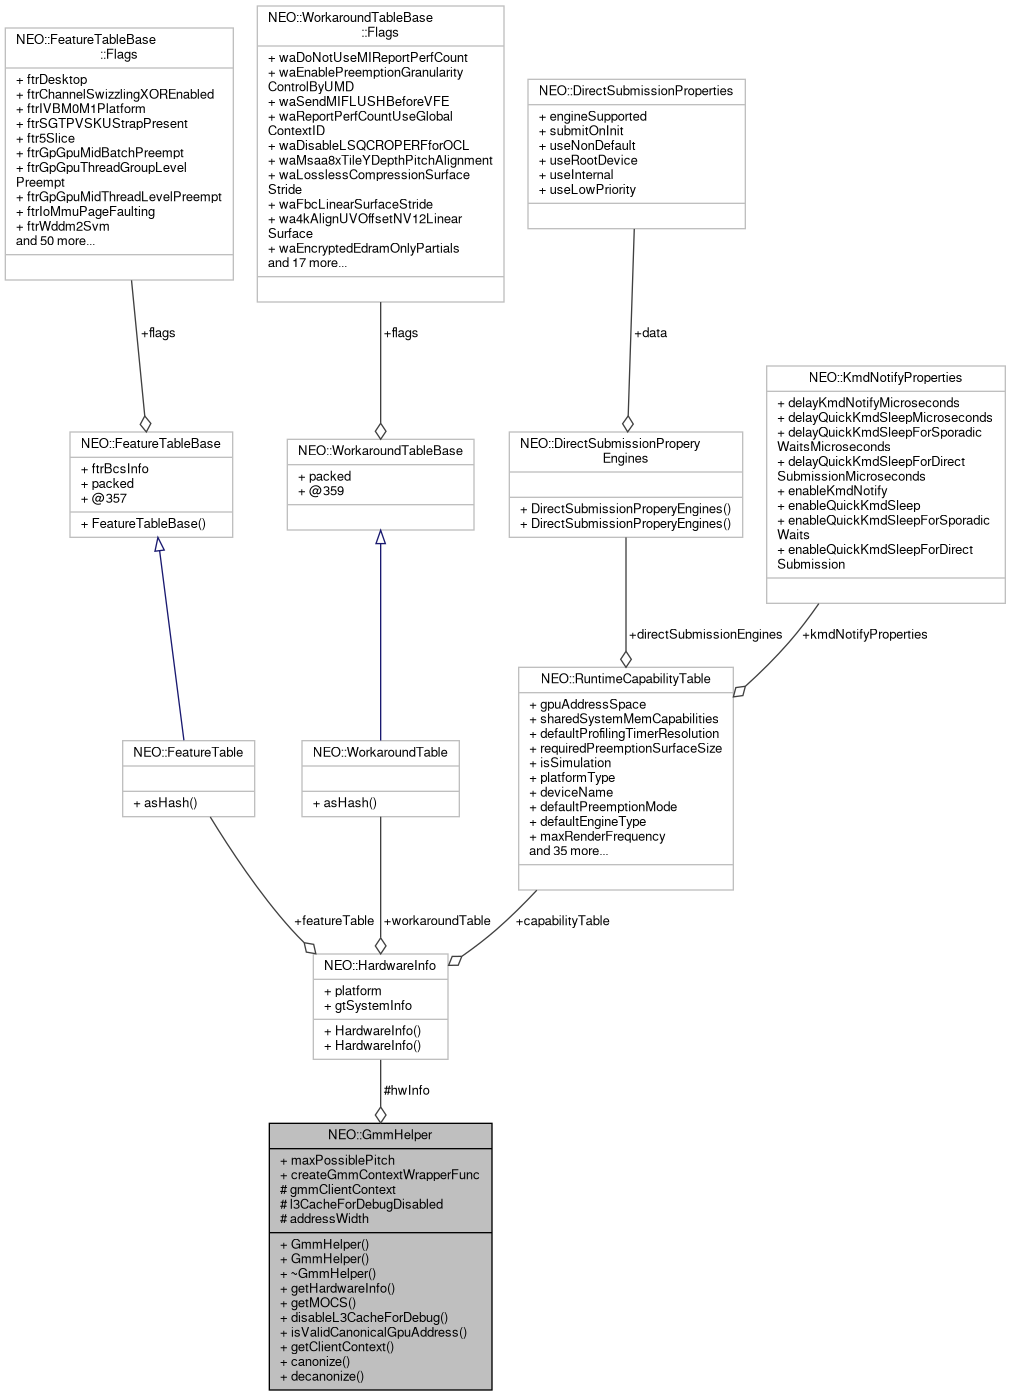 NEO::FeatureTableBase
::Flags
+ ftrDesktop
+ ftrChannelSwizzlingXOREnabled
+ ftrIVBM0M1Platform
+ ftrSGTPVSKUStrapPresent
+ ftr5Slice
+ ftrGpGpuMidBatchPreempt
+ ftrGpGpuThreadGroupLevel
Preempt
+ ftrGpGpuMidThreadLevelPreempt
+ ftrIoMmuPageFaulting
+ ftrWddm2Svm
and 50 more...
NEO::WorkaroundTableBase
::Flags
+ waDoNotUseMIReportPerfCount
+ waEnablePreemptionGranularity
ControlByUMD
+ waSendMIFLUSHBeforeVFE
+ waReportPerfCountUseGlobal
ContextID
+ waDisableLSQCROPERFforOCL
+ waMsaa8xTileYDepthPitchAlignment
+ waLosslessCompressionSurface
Stride
+ waFbcLinearSurfaceStride
+ wa4kAlignUVOffsetNV12Linear
Surface
+ waEncryptedEdramOnlyPartials
and 17 more...
NEO::DirectSubmissionProperties
+ engineSupported
+ submitOnInit
+ useNonDefault
+ useRootDevice
+ useInternal
+ useLowPriority
+flags
+flags
+data
NEO::KmdNotifyProperties
+ delayKmdNotifyMicroseconds
+ delayQuickKmdSleepMicroseconds
+ delayQuickKmdSleepForSporadic
WaitsMicroseconds
+ delayQuickKmdSleepForDirect
SubmissionMicroseconds
+ enableKmdNotify
+ enableQuickKmdSleep
+ enableQuickKmdSleepForSporadic
Waits
+ enableQuickKmdSleepForDirect
Submission
NEO::FeatureTableBase
+ ftrBcsInfo
+ packed
+ @357
+ FeatureTableBase()
NEO::WorkaroundTableBase
+ packed
+ @359
NEO::DirectSubmissionPropery
Engines
+ DirectSubmissionProperyEngines()
+ DirectSubmissionProperyEngines()
+directSubmissionEngines
+kmdNotifyProperties
NEO::FeatureTable
+ asHash()
NEO::WorkaroundTable
+ asHash()
NEO::RuntimeCapabilityTable
+ gpuAddressSpace
+ sharedSystemMemCapabilities
+ defaultProfilingTimerResolution
+ requiredPreemptionSurfaceSize
+ isSimulation
+ platformType
+ deviceName
+ defaultPreemptionMode
+ defaultEngineType
+ maxRenderFrequency
and 35 more...
+featureTable
+workaroundTable
+capabilityTable
NEO::HardwareInfo
+ platform
+ gtSystemInfo
+ HardwareInfo()
+ HardwareInfo()
#hwInfo
NEO::GmmHelper
+ maxPossiblePitch
+ createGmmContextWrapperFunc
# gmmClientContext
# l3CacheForDebugDisabled
# addressWidth
+ GmmHelper()
+ GmmHelper()
+ ~GmmHelper()
+ getHardwareInfo()
+ getMOCS()
+ disableL3CacheForDebug()
+ isValidCanonicalGpuAddress()
+ getClientContext()
+ canonize()
+ decanonize()